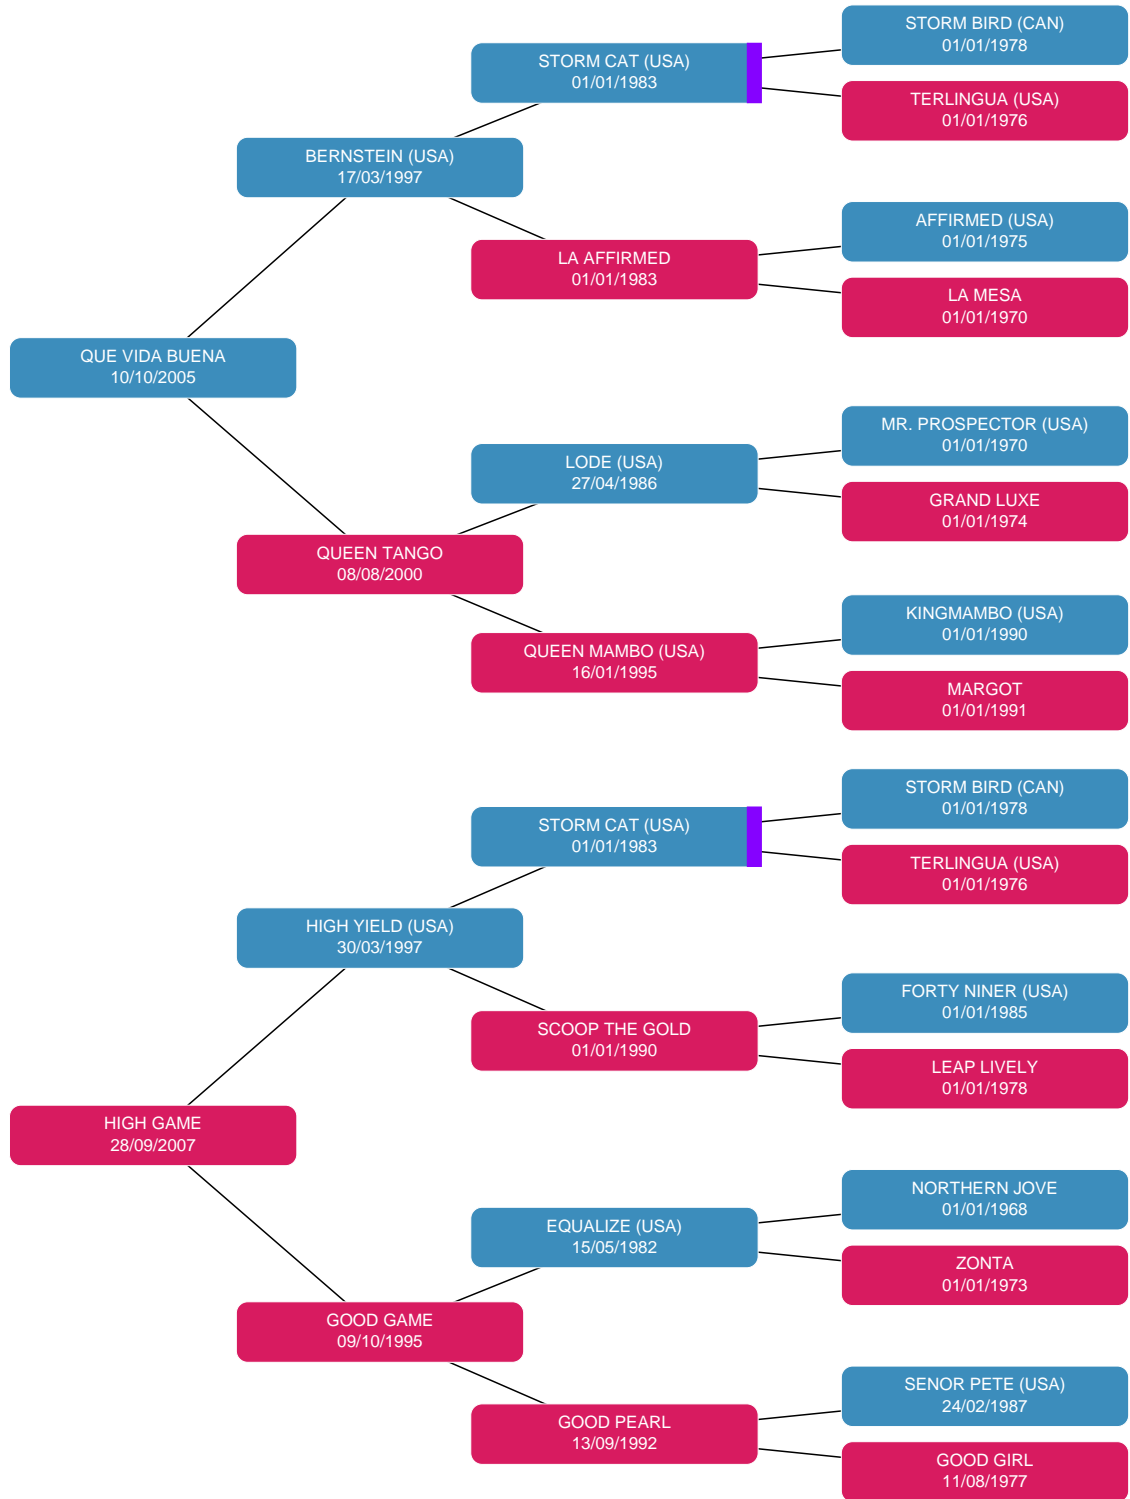 STORM BIRD (CAN)
01/01/1978
STORM CAT (USA)
01/01/1983
TERLINGUA (USA)
01/01/1976
BERNSTEIN (USA)
17/03/1997
AFFIRMED (USA)
01/01/1975
LA AFFIRMED
01/01/1983
LA MESA
01/01/1970
QUE VIDA BUENA
10/10/2005
MR. PROSPECTOR (USA)
01/01/1970
LODE (USA)
27/04/1986
GRAND LUXE
01/01/1974
QUEEN TANGO
08/08/2000
KINGMAMBO (USA)
01/01/1990
QUEEN MAMBO (USA)
16/01/1995
MARGOT
01/01/1991
STORM BIRD (CAN)
01/01/1978
STORM CAT (USA)
01/01/1983
TERLINGUA (USA)
01/01/1976
HIGH YIELD (USA)
30/03/1997
FORTY NINER (USA)
01/01/1985
SCOOP THE GOLD
01/01/1990
LEAP LIVELY
01/01/1978
HIGH GAME
28/09/2007
NORTHERN JOVE
01/01/1968
EQUALIZE (USA)
15/05/1982
ZONTA
01/01/1973
GOOD GAME
09/10/1995
SENOR PETE (USA)
24/02/1987
GOOD PEARL
13/09/1992
GOOD GIRL
11/08/1977